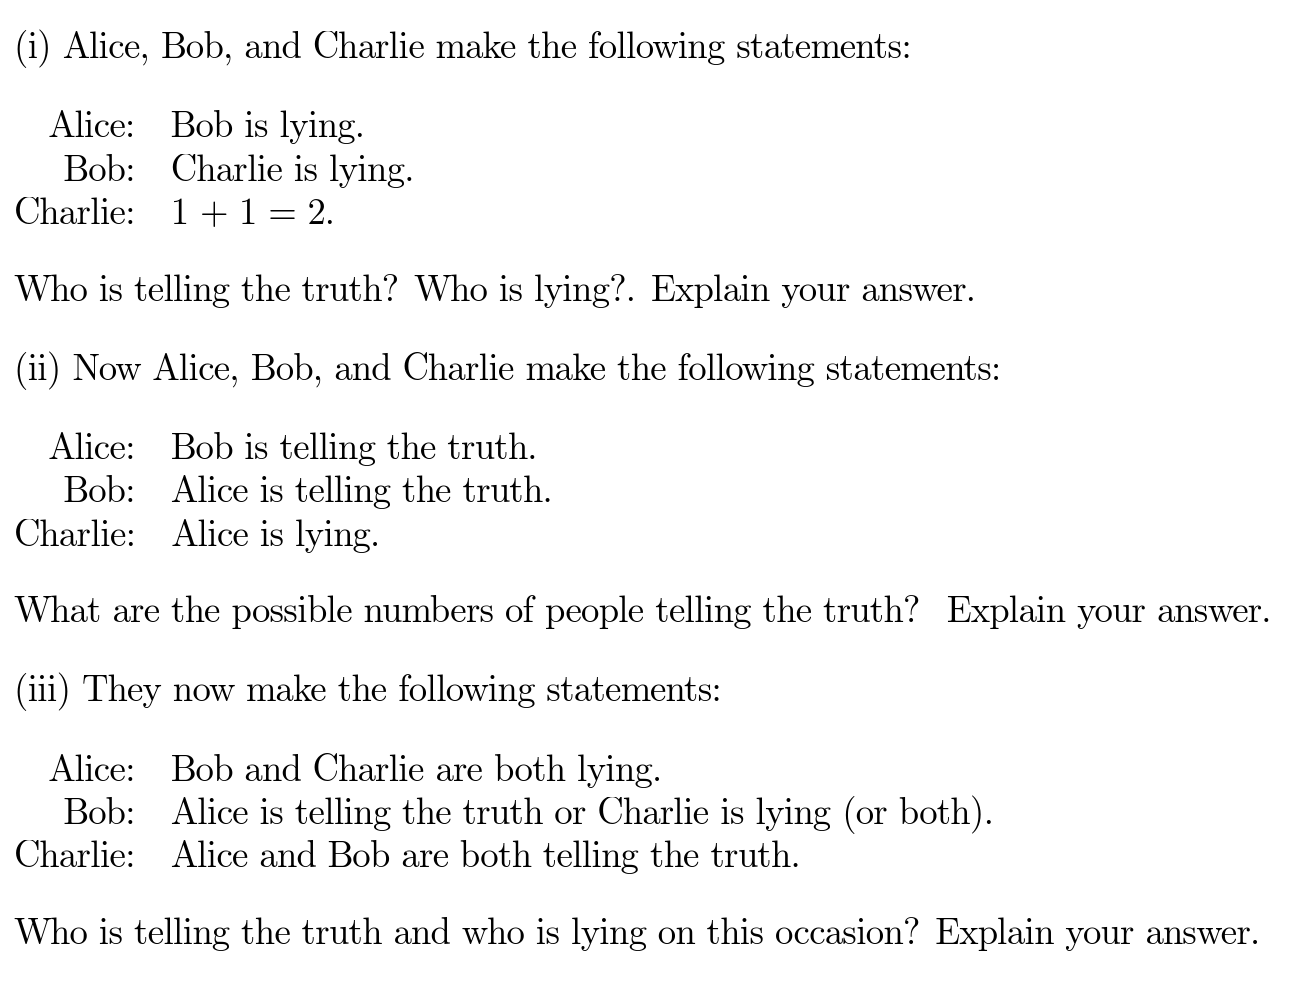 (i) Alice, Bob, and Charlie make the following statements:
Alice: Bob is lying.
Bob: Charlie is lying.
Charlie: 1 + 1 = 2.
Who is telling the truth? Who is lying?. Explain your answer.
(ii) Now Alice, Bob, and Charlie make the following statements:
Alice: Bob is telling the truth.
Bob: Alice is telling the truth.
Charlie: Alice is lying.
What are the possible numbers of people telling the truth? Explain your answer.
(iii) They now make the following statements:
Alice: Bob and Charlie are both lying.
Bob: Alice is telling the truth or Charlie is lying (or both).
Charlie: Alice and Bob are both telling the truth.
Who is telling the truth and who is lying on this occasion? Explain your answer.